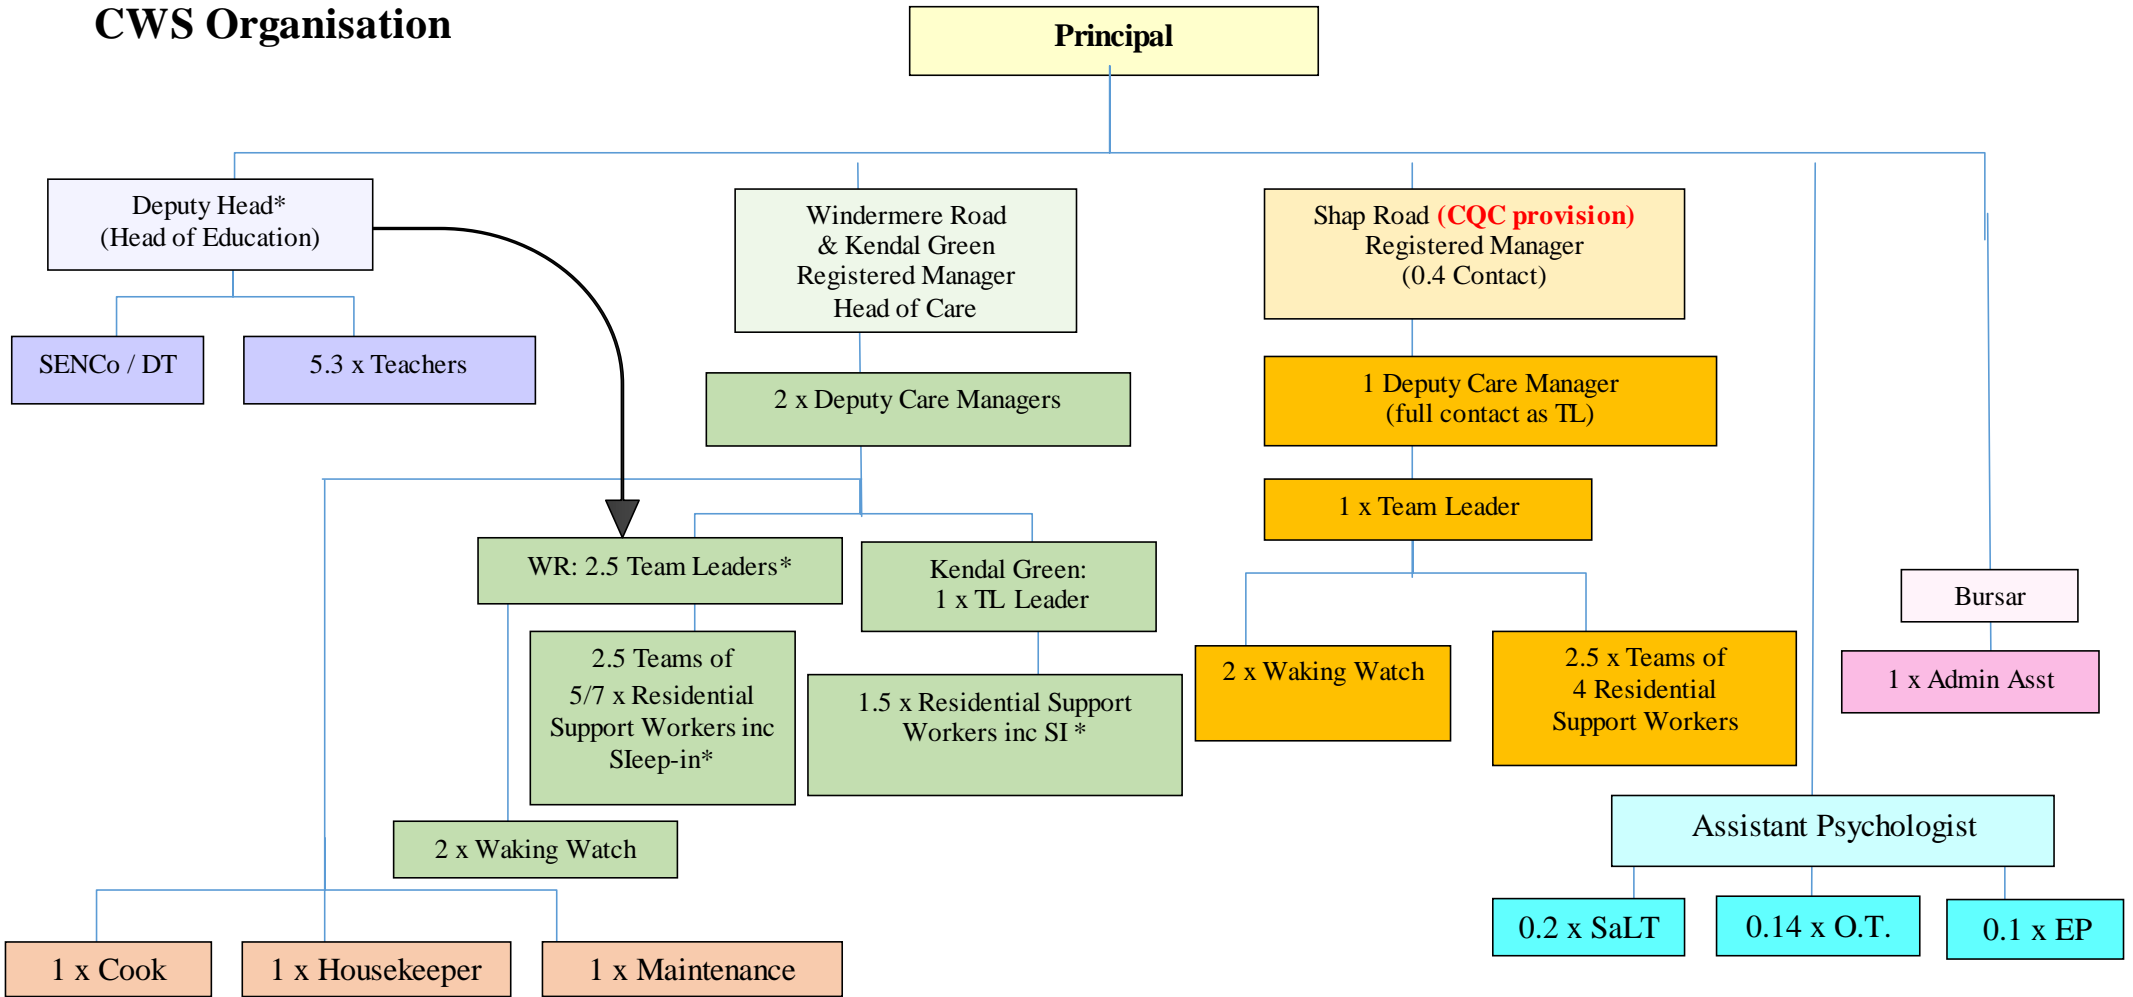 CWS Organisation
Principal
Deputy Head*
(Head of Education)
Windermere Road
& Kendal Green
Registered Manager
Head of Care
Shap Road (CQC provision)
Registered Manager
(0.4 Contact)
SENCo / DT
5.3 x Teachers
2 x Deputy Care Managers
1 Deputy Care Manager
(full contact as TL)
1 x Team Leader
WR: 2.5 Team Leaders*
Kendal Green:
1 x TL Leader
Bursar
2.5 Teams of
5/7 x Residential
Support Workers inc
SIeep-in*
1.5 x Residential Support
Workers inc SI *
2 x Waking Watch
2.5 x Teams of
4 Residential
Support Workers
1 x Admin Asst
2 x Waking Watch
Assistant Psychologist
0.2 x SaLT
0.14 x O.T.
0.1 x EP
1 x Cook
1 x Housekeeper
1 x Maintenance